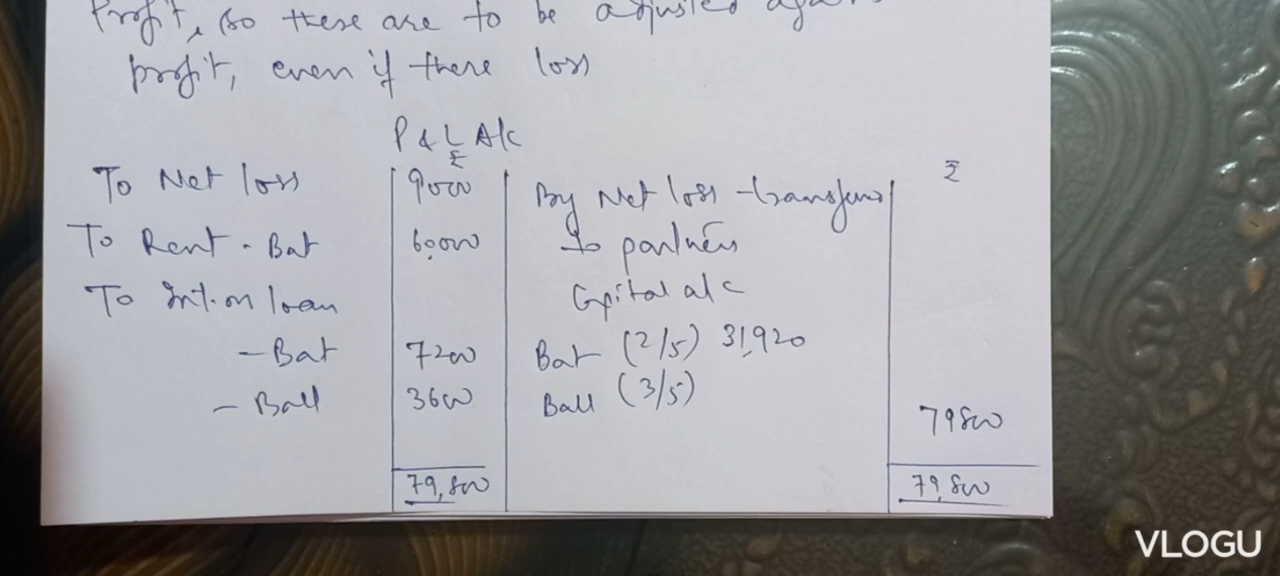 Profit, so these are to be adjusted
profit, even if there loss
P & L A/c
₹
₹
To Net loss 9000 By Net loss transferred
To Rent - Bat 60,000 to partners
To Int. on loan Capital a/c
- Bat 7200 Bat (2/5) 31,920
- Ball 3600 Ball (3/5) 79800
79,800 79,800
VLOGU